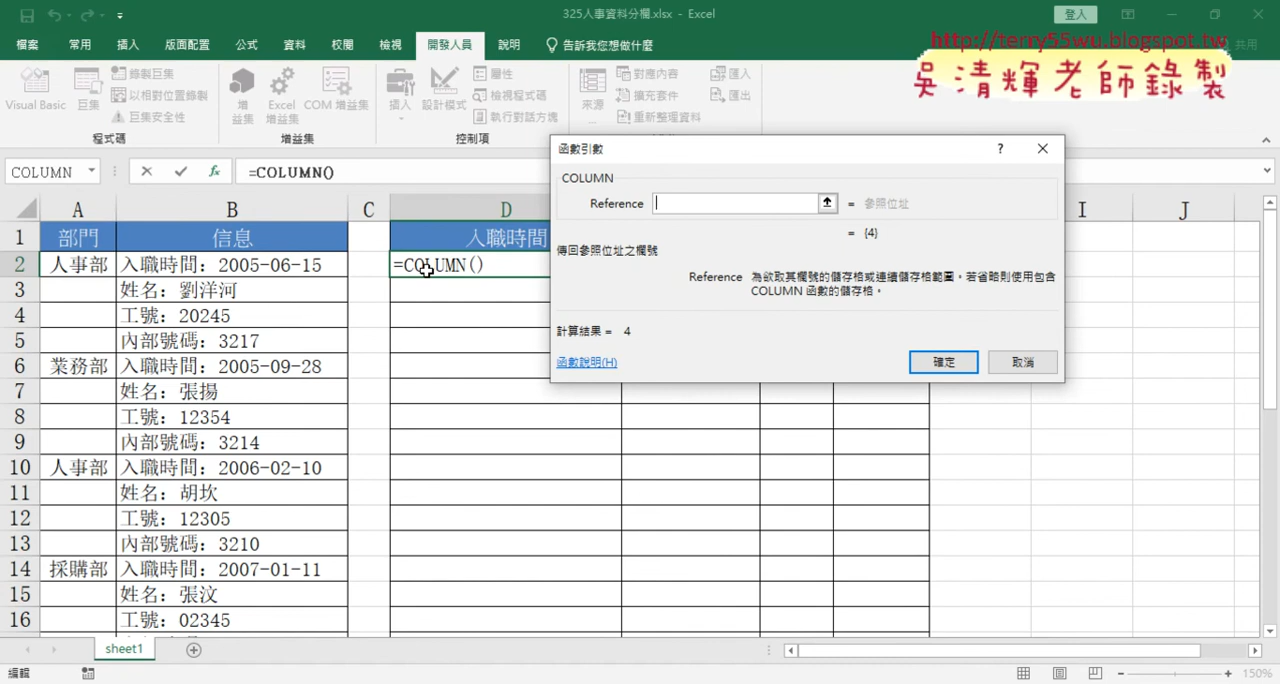 325人事資料分欄.xlsx - Excel
登入
檔案 常用 插入 版面配置 公式 資料 校閱 檢視 開發人員 說明 告訴我您想做什麼 共用
http://terry55wu.blogspot.tw
吳清輝老師錄製
Visual Basic 巨集 錄製巨集 以相對位置錄製 巨集安全性
程式碼
增益集 Excel 增益集 COM 增益集
增益集
插入 設計模式 屬性 檢視程式碼 執行對話方塊
控制項
來源 對應內容 擴充套件 重新整理資料 匯入 匯出
COLUMN fx =COLUMN()
函數引數 ?
COLUMN
Reference = 參照位址
= {4}
傳回參照位址之欄號
Reference 為欲取其欄號的儲存格或連續儲存格範圍。若省略則使用包含 COLUMN 函數的儲存格。
計算結果 = 4
函數說明(H) 確定 取消
A B C D I J
1 部門 信息 入職時間
2 人事部 入職時間：2005-06-15 =COLUMN()
3 姓名：劉洋河
4 工號：20245
5 內部號碼：3217
6 業務部 入職時間：2005-09-28
7 姓名：張揚
8 工號：12354
9 內部號碼：3214
10 人事部 入職時間：2006-02-10
11 姓名：胡坎
12 工號：12305
13 內部號碼：3210
14 採購部 入職時間：2007-01-11
15 姓名：張汶
16 工號：02345
sheet1
編輯 150%